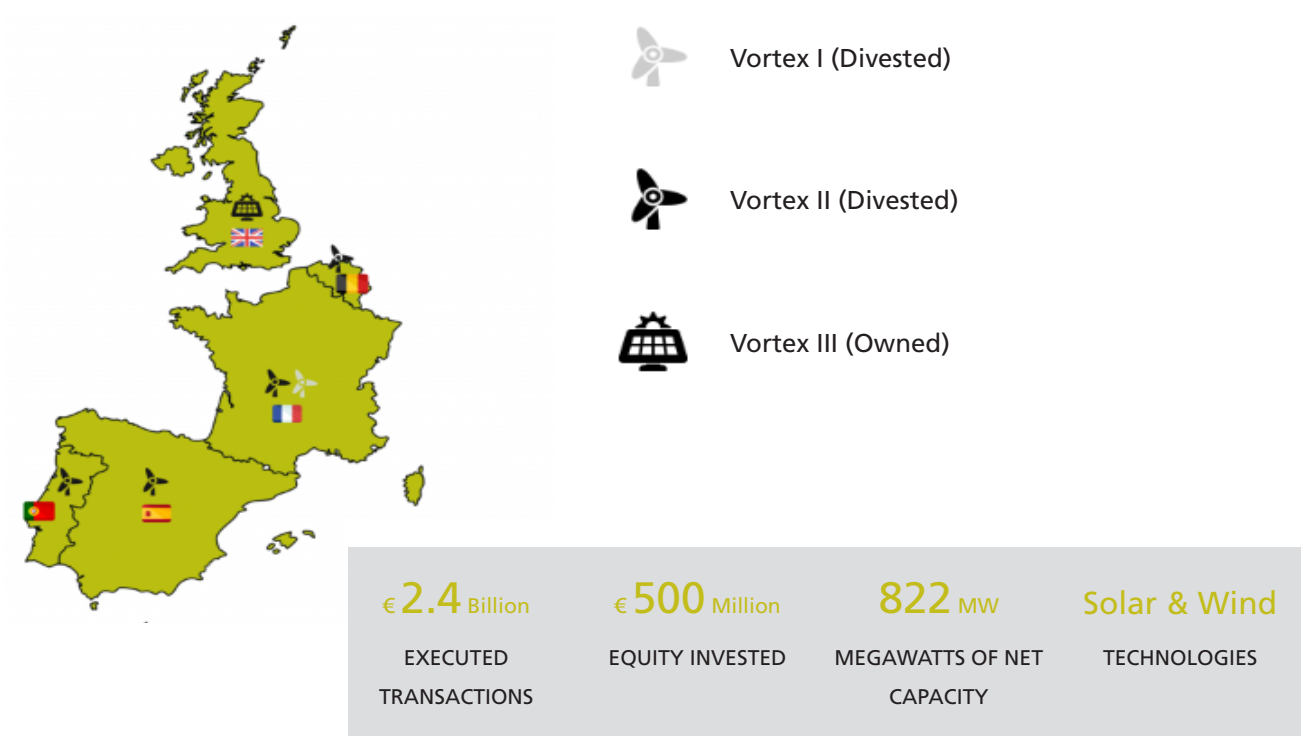 Vortex I (Divested)
Vortex II (Divested)
Vortex III (Owned)
€ 2.4 Billion
EXECUTED
TRANSACTIONS
€ 500 Million
EQUITY INVESTED
822 MW
MEGAWATTS OF NET
CAPACITY
Solar & Wind
TECHNOLOGIES